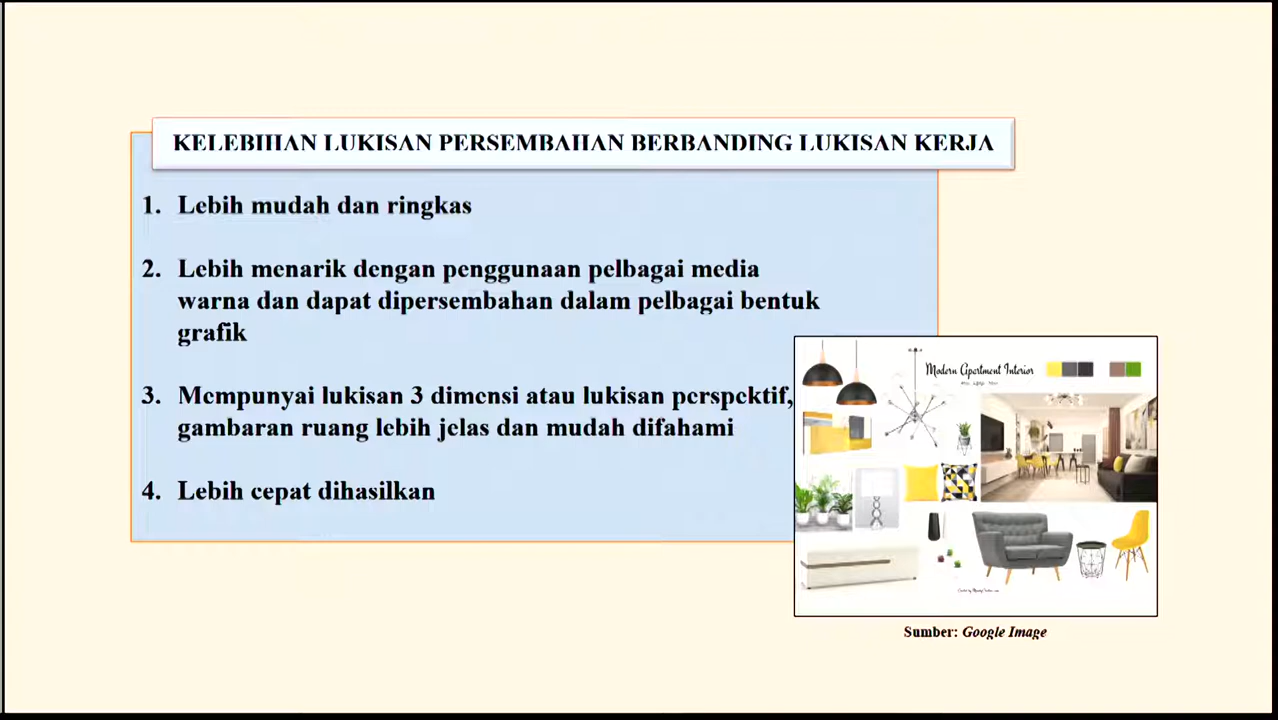 KELEBIHAN LUKISAN PERSEMBAHAN BERBANDING LUKISAN KERJA
1. Lebih mudah dan ringkas
2. Lebih menarik dengan penggunaan pelbagai media
warna dan dapat dipersembahan dalam pelbagai bentuk
grafik
3. Mempunyai lukisan 3 dimensi atau lukisan perspektif,
gambaran ruang lebih jelas dan mudah difahami
4. Lebih cepat dihasilkan
Modern Apartment Interior
Sumber: Google Image